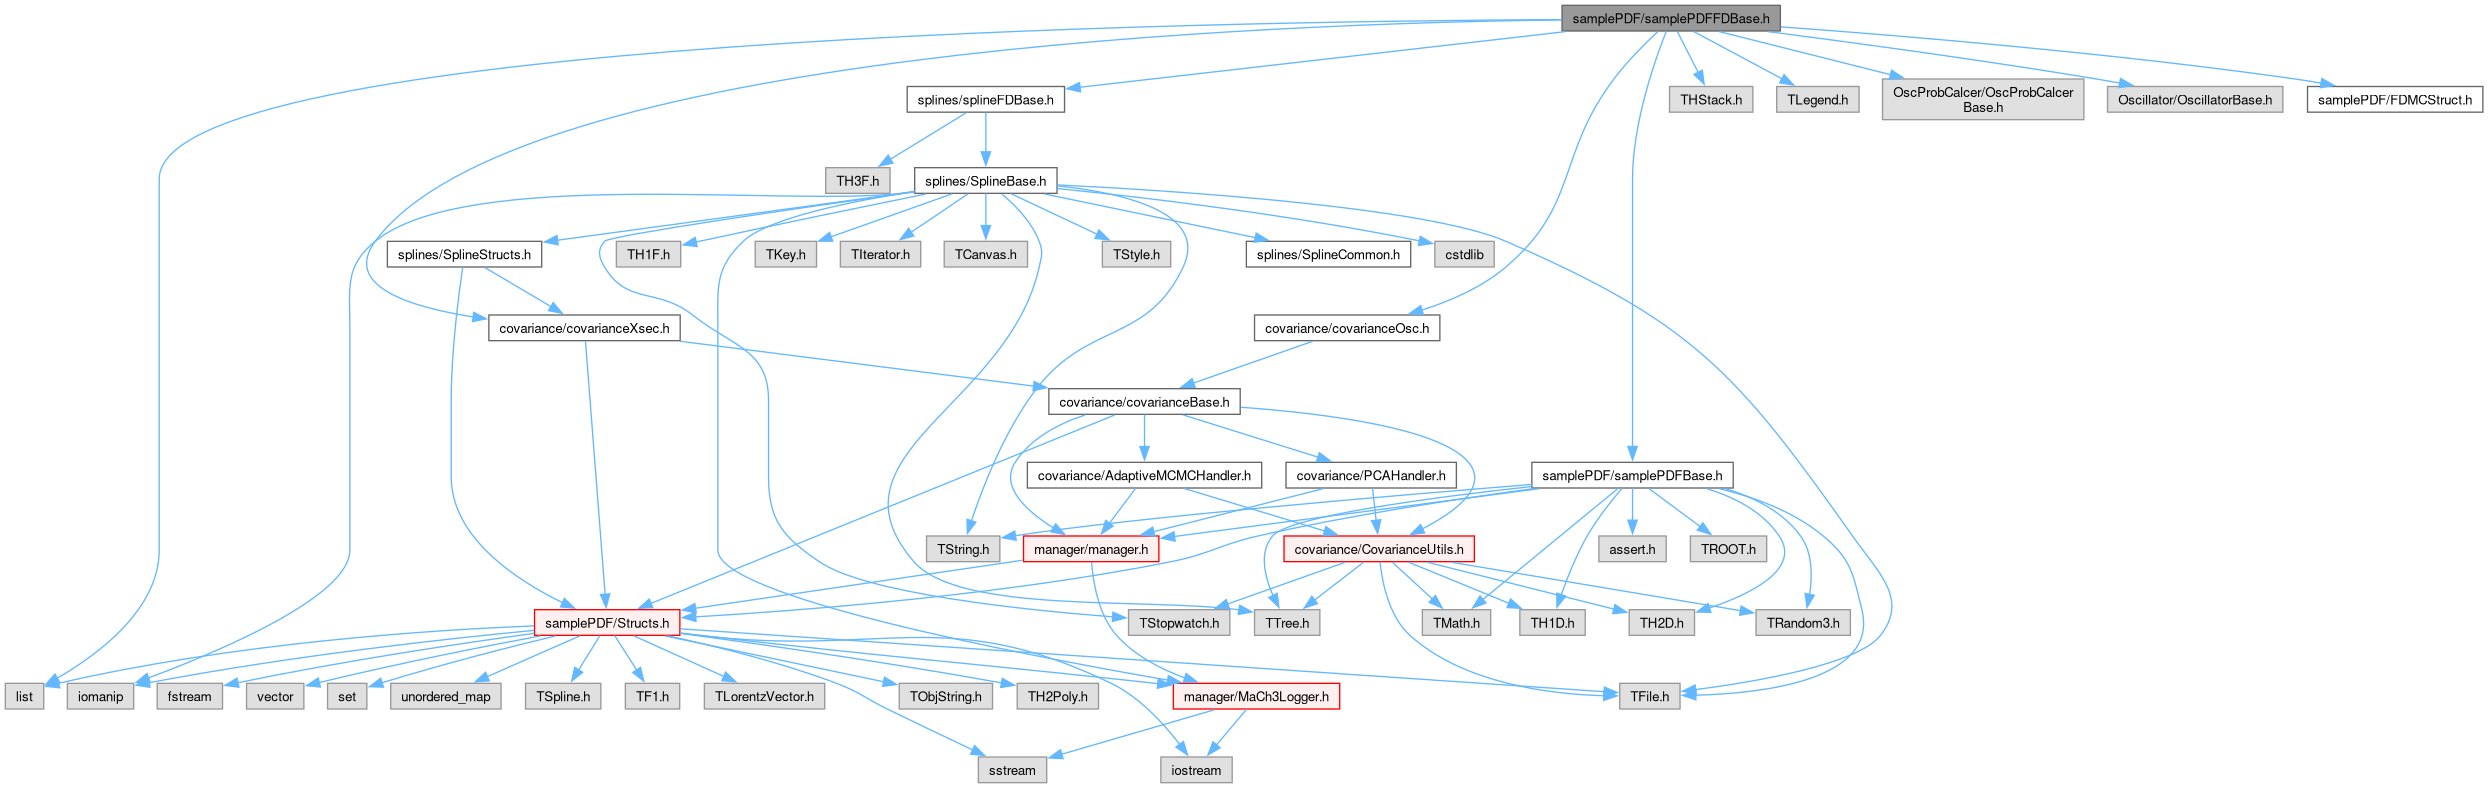 samplePDF/samplePDFFDBase.h
splines/splineFDBase.h
THStack.h
TLegend.h
OscProbCalcer/OscProbCalcer
Base.h
Oscillator/OscillatorBase.h
samplePDF/FDMCStruct.h
TH3F.h
splines/SplineBase.h
splines/SplineStructs.h
TH1F.h
TKey.h
TIterator.h
TCanvas.h
TStyle.h
splines/SplineCommon.h
cstdlib
covariance/covarianceXsec.h
covariance/covarianceOsc.h
covariance/covarianceBase.h
covariance/AdaptiveMCMCHandler.h
covariance/PCAHandler.h
samplePDF/samplePDFBase.h
TString.h
manager/manager.h
covariance/CovarianceUtils.h
assert.h
TROOT.h
samplePDF/Structs.h
TStopwatch.h
TTree.h
TMath.h
TH1D.h
TH2D.h
TRandom3.h
list
iomanip
fstream
vector
set
unordered_map
TSpline.h
TF1.h
TLorentzVector.h
TObjString.h
TH2Poly.h
manager/MaCh3Logger.h
TFile.h
sstream
iostream